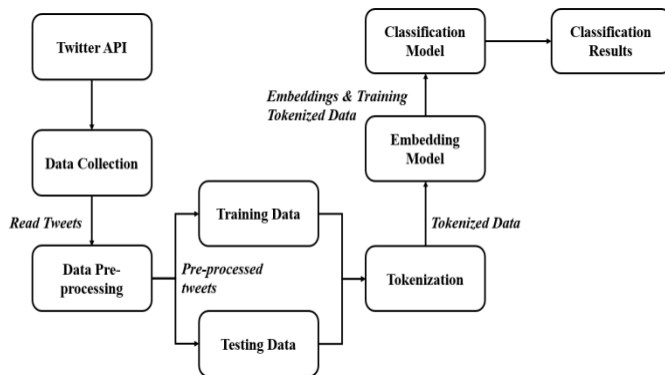 Twitter API
Data Collection
Read Tweets
Data Pre-
processing
Pre-processed
tweets
Training Data
Testing Data
Tokenization
Tokenized Data
Embedding
Model
Embeddings & Training
Tokenized Data
Classification
Model
Classification
Results